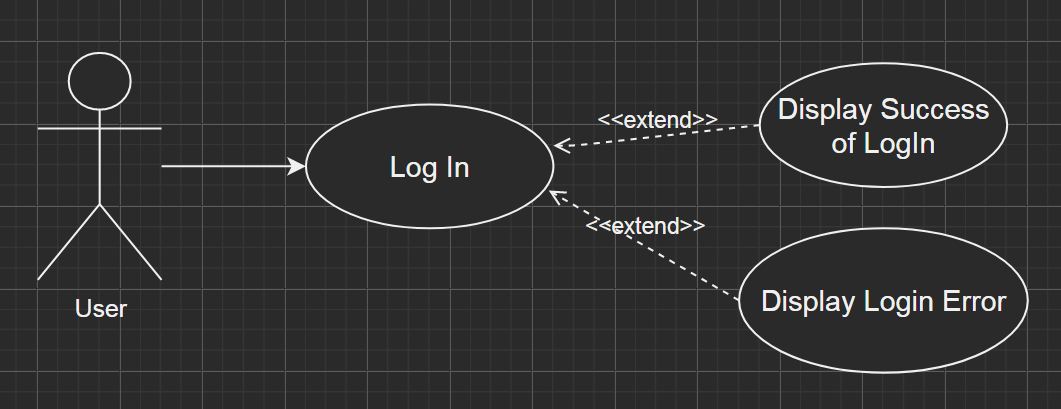 User
Log In
<<extend>>
Display Success
of LogIn
<<extend>>
Display Login Error